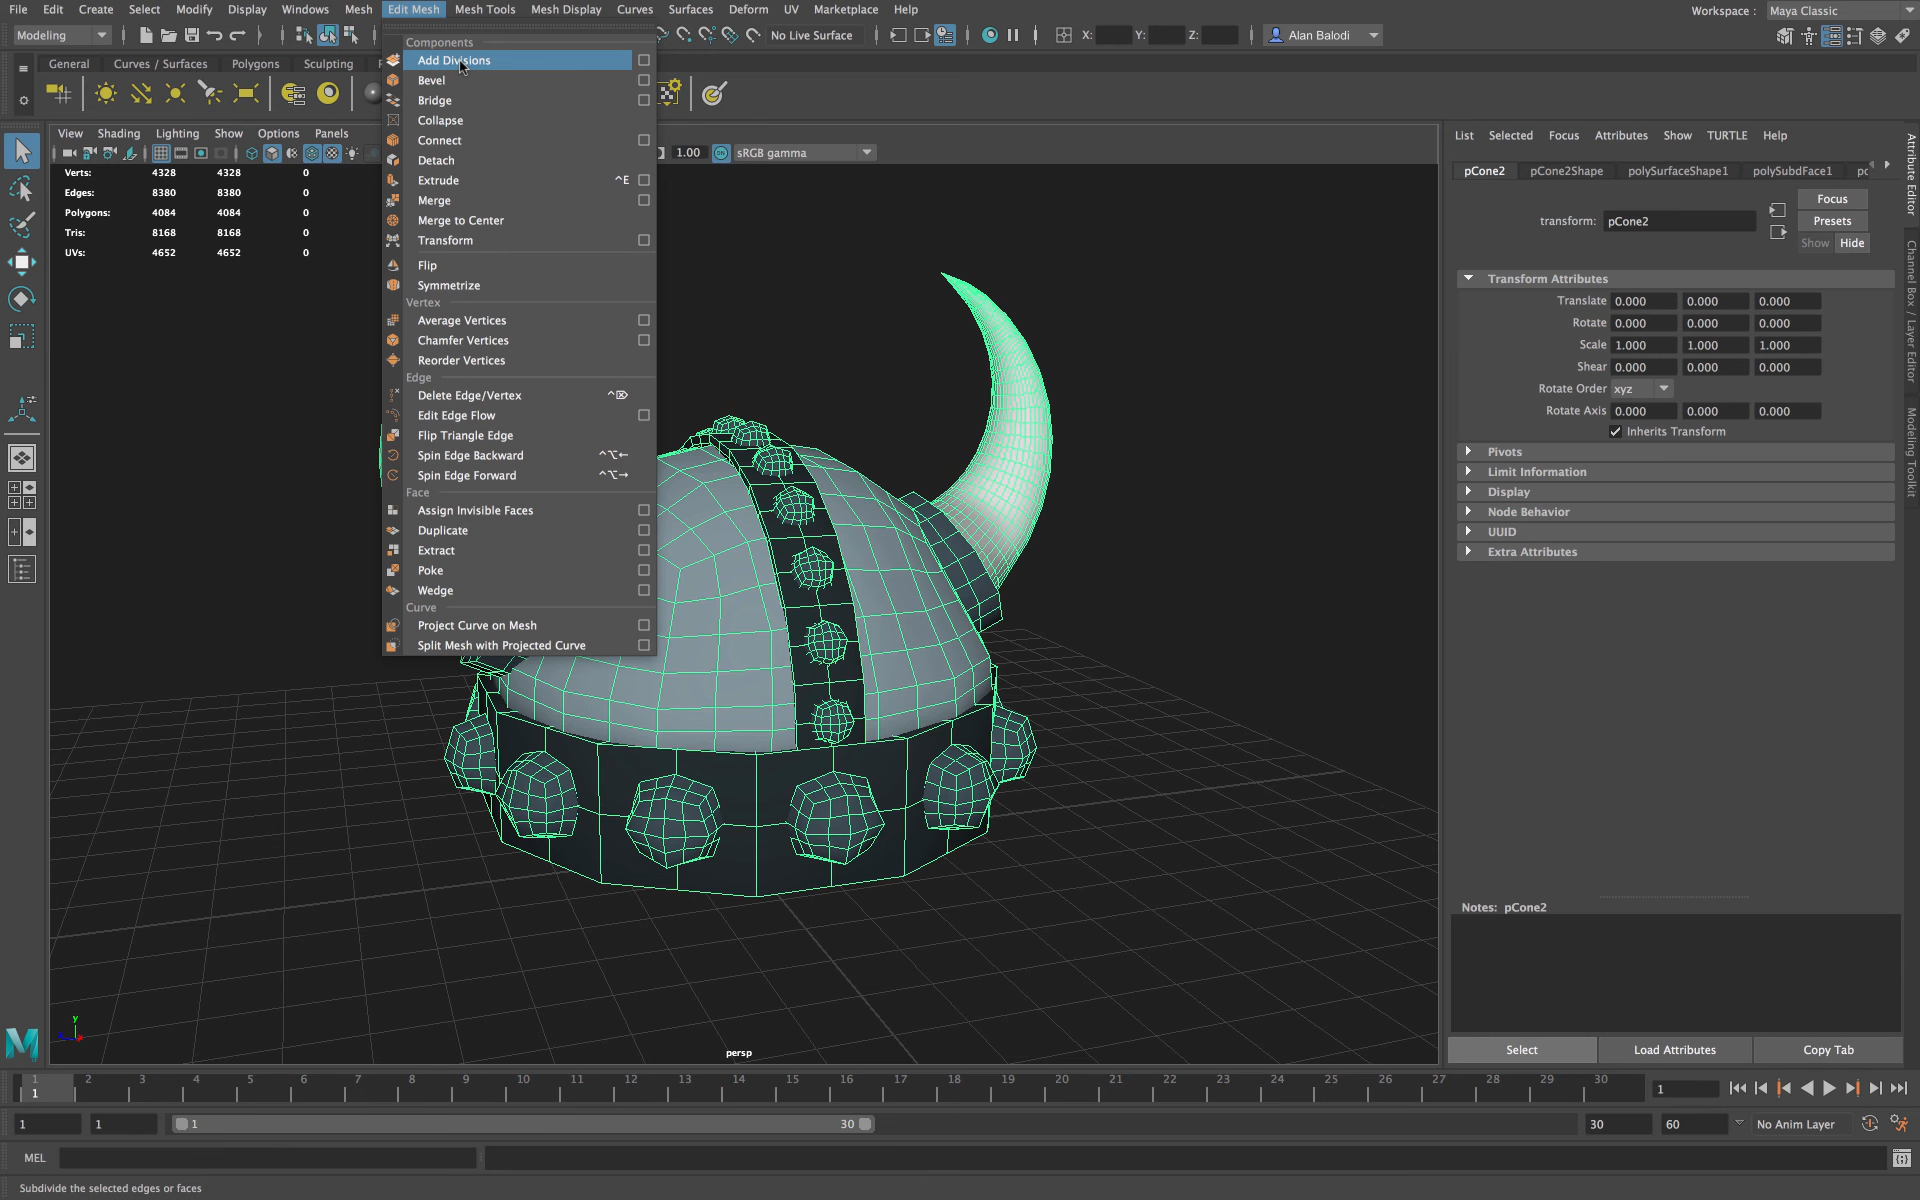 File Edit Create Select Modify Display Windows Mesh Edit Mesh Mesh Tools Mesh Display Curves Surfaces Deform UV Marketplace Help Workspace : Maya Classic
Modeling No Live Surface X: Y: Z: Alan Balodi
General Curves / Surfaces Polygons Sculpting
View Shading Lighting Show Options Panels
1.00 ON sRGB gamma
Verts: 4328 4328 0
Edges: 8380 8380 0
Polygons: 4084 4084 0
Tris: 8168 8168 0
UVs: 4652 4652 0
Components
Add Divisions
Bevel
Bridge
Collapse
Connect
Detach
Extrude ^E
Merge
Merge to Center
Transform
Flip
Symmetrize
Vertex
Average Vertices
Chamfer Vertices
Reorder Vertices
Edge
Delete Edge/Vertex ^⌦
Edit Edge Flow
Flip Triangle Edge
Spin Edge Backward ^⌥←
Spin Edge Forward ^⌥→
Face
Assign Invisible Faces
Duplicate
Extract
Poke
Wedge
Curve
Project Curve on Mesh
Split Mesh with Projected Curve
y
persp
List Selected Focus Attributes Show TURTLE Help
pCone2 pCone2Shape polySurfaceShape1 polySubdFace1 pc
transform: pCone2
Focus
Presets
Show Hide
Transform Attributes
Translate 0.000 0.000 0.000
Rotate 0.000 0.000 0.000
Scale 1.000 1.000 1.000
Shear 0.000 0.000 0.000
Rotate Order xyz
Rotate Axis 0.000 0.000 0.000
Inherits Transform
Pivots
Limit Information
Display
Node Behavior
UUID
Extra Attributes
Notes: pCone2
Select Load Attributes Copy Tab
Attribute Editor
Channel Box / Layer Editor
Modeling Toolkit
1 2 3 4 5 6 7 8 9 10 11 12 13 14 15 16 17 18 19 20 21 22 23 24 25 26 27 28 29 30
1 1
1 1 1 30 30 60 No Anim Layer
MEL
Subdivide the selected edges or faces